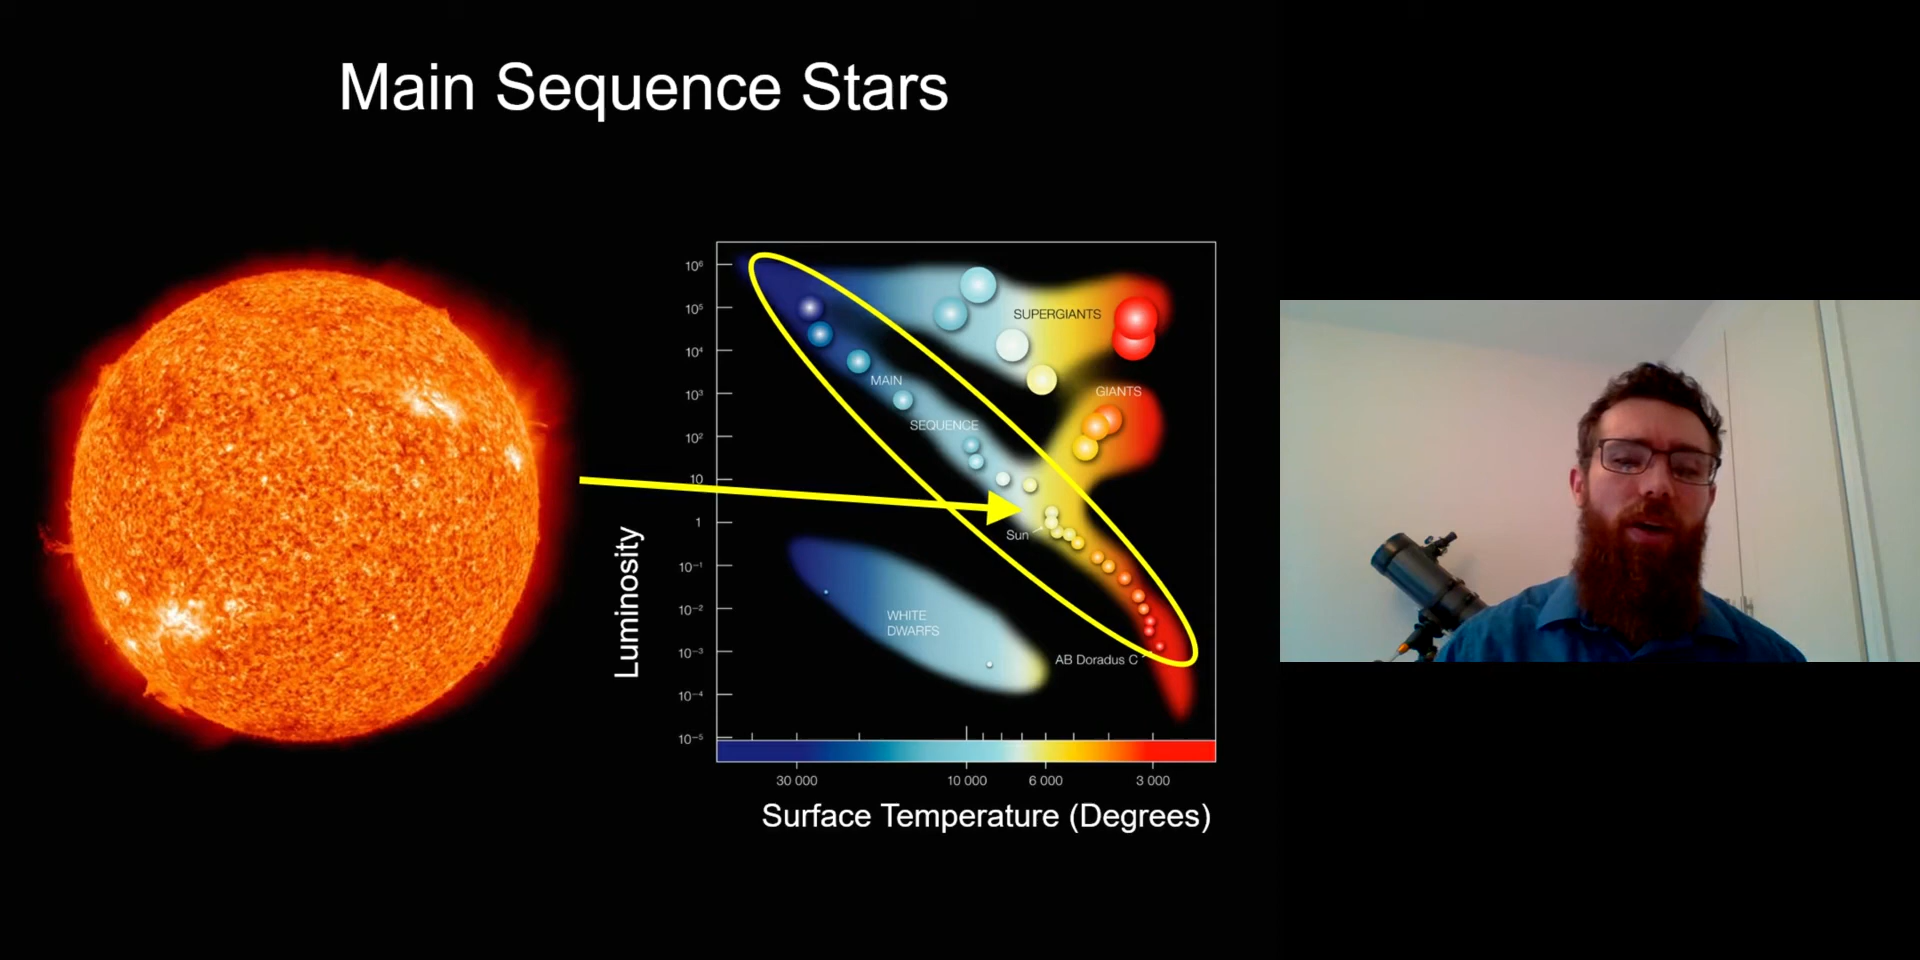 Main Sequence Stars
10⁶
10⁵
10⁴
10³
10²
10
1
10⁻¹
10⁻²
10⁻³
10⁻⁴
10⁻⁵
Luminosity
SUPERGIANTS
GIANTS
MAIN
SEQUENCE
Sun
WHITE
DWARFS
AB Doradus C
30 000
10 000
6 000
3 000
Surface Temperature (Degrees)